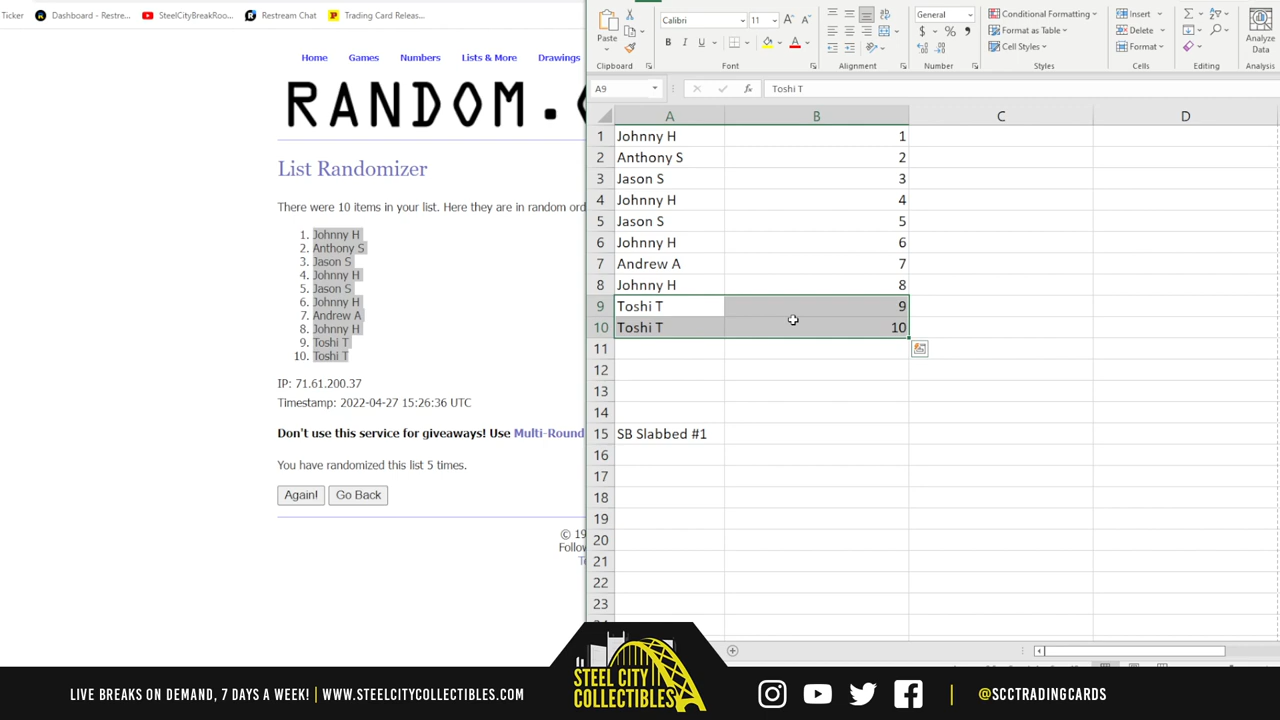 Ticker
Dashboard - Restre...
SteelCityBreakRoo...
Restream Chat
Trading Card Releas...
Home
Games
Numbers
Lists & More
Drawings
RANDOM.
List Randomizer
There were 10 items in your list. Here they are in random ord
1. Johnny H
2. Anthony S
3. Jason S
4. Johnny H
5. Jason S
6. Johnny H
7. Andrew A
8. Johnny H
9. Toshi T
10. Toshi T
IP: 71.61.200.37
Timestamp: 2022-04-27 15:26:36 UTC
Don't use this service for giveaways! Use Multi-Round
You have randomized this list 5 times.
Again!
Go Back
© 19
Follow
Paste
Clipboard
Calibri
11
B I U
Font
Alignment
General
$ % ,
Number
Conditional Formatting
Format as Table
Cell Styles
Styles
Insert
Delete
Format
Cells
Editing
Analyze
Data
Analysis
A9
fx
Toshi T
A B C D
1 Johnny H 1
2 Anthony S 2
3 Jason S 3
4 Johnny H 4
5 Jason S 5
6 Johnny H 6
7 Andrew A 7
8 Johnny H 8
9 Toshi T 9
10 Toshi T 10
11
12
13
14
15 SB Slabbed #1
16
17
18
19
20
21
22
23
STEEL CITY
COLLECTIBLES
LIVE BREAKS ON DEMAND, 7 DAYS A WEEK! | WWW.STEELCITYCOLLECTIBLES.COM
@SCCTRADINGCARDS